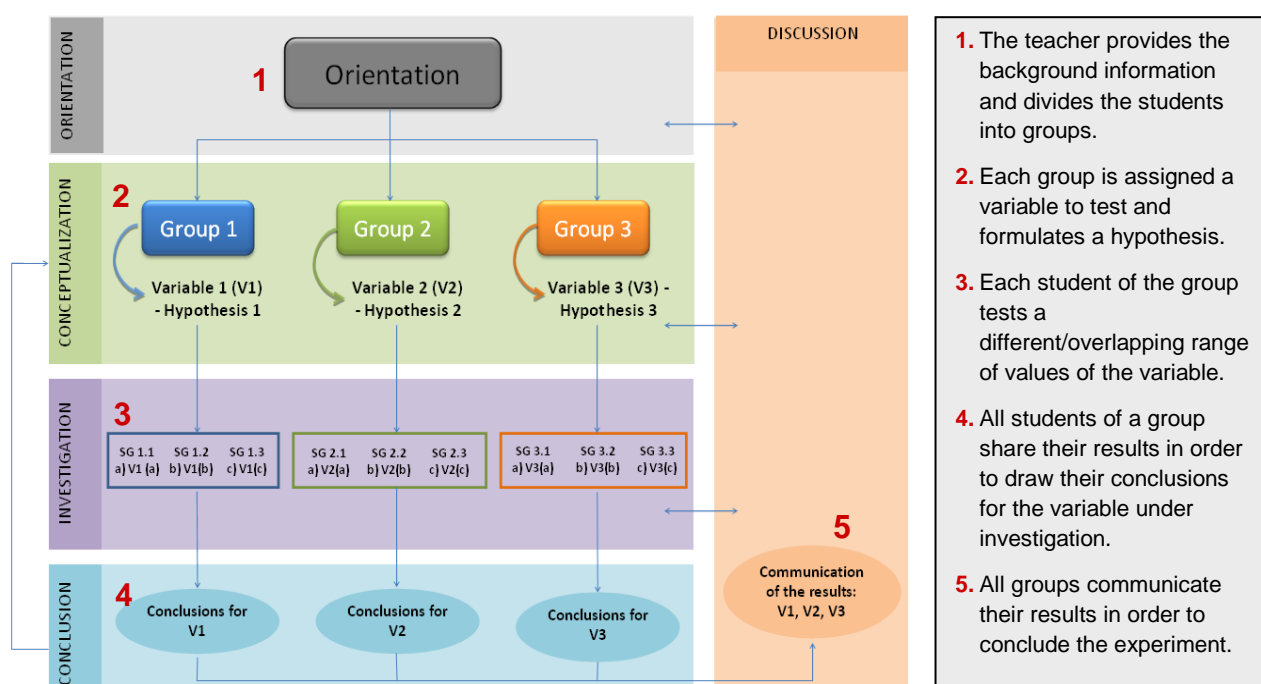 ORIENTATION
1
Orientation
DISCUSSION
CONCEPTUALIZATION
2
Group 1
Group 2
Group 3
Variable 1 (V1)
- Hypothesis 1
Variable 2 (V2)
- Hypothesis 2
Variable 3 (V3) -
Hypothesis 3
INVESTIGATION
3
SG 1.1 SG 1.2 SG 1.3
a) V1 (a) b) V1(b) c) V1(c)
SG 2.1 SG 2.2 SG 2.3
a) V2(a) b) V2(b) c) V2(c)
SG 3.1 SG 3.2 SG 3.3
a) V3(a) b) V3(b) c) V3(c)
CONCLUSION
4
Conclusions for
V1
Conclusions for
V2
Conclusions for
V3
5
Communication
of the results:
V1, V2, V3
1. The teacher provides the
background information
and divides the students
into groups.
2. Each group is assigned a
variable to test and
formulates a hypothesis.
3. Each student of the group
tests a
different/overlapping range
of values of the variable.
4. All students of a group
share their results in order
to draw their conclusions
for the variable under
investigation.
5. All groups communicate
their results in order to
conclude the experiment.